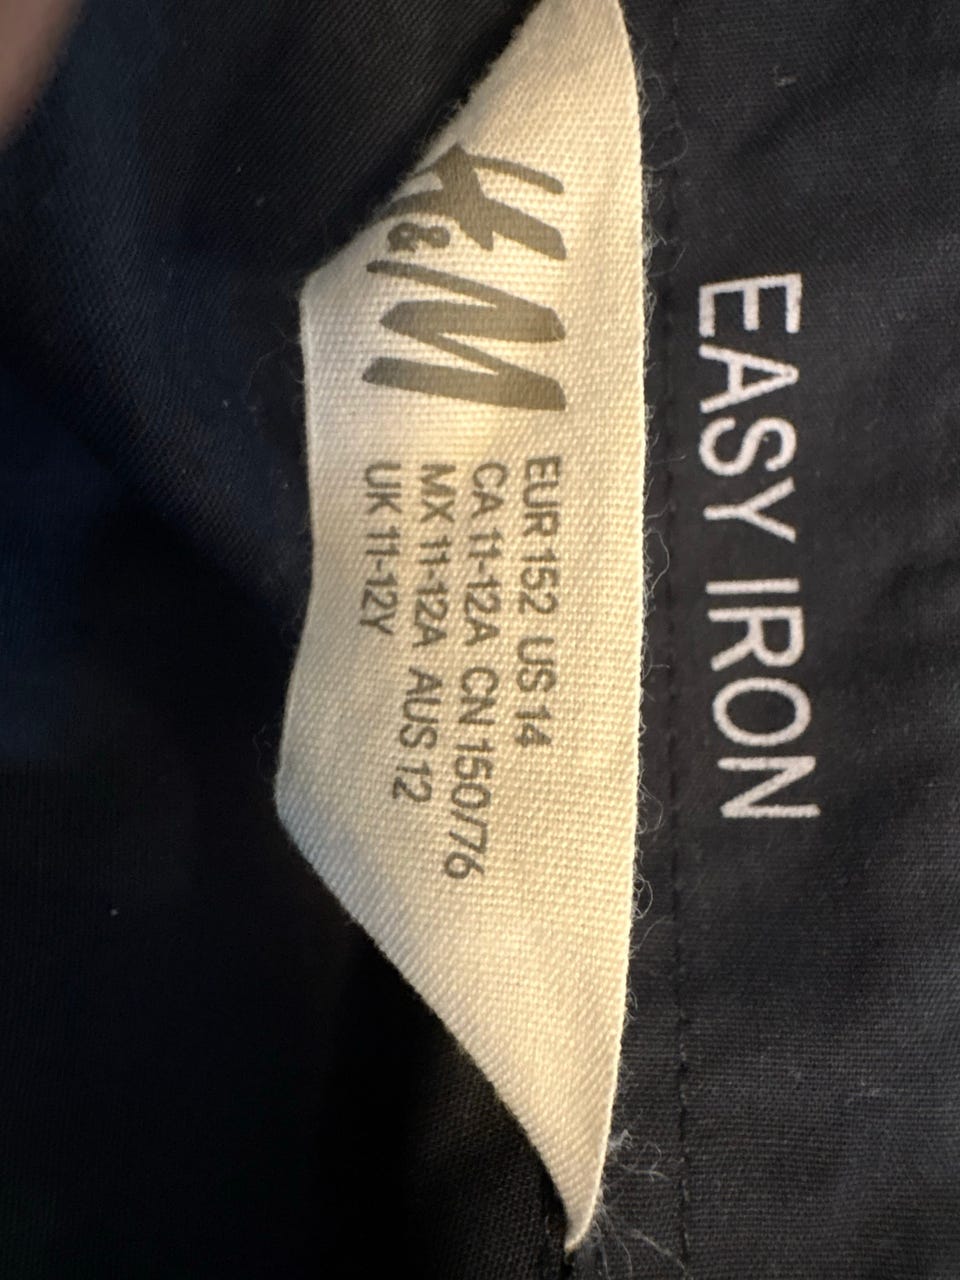 EASY IRON
H&M
EUR 152 US 14
CA 11-12A CN 150/76
MX 11-12A AUS 12
UK 11-12Y